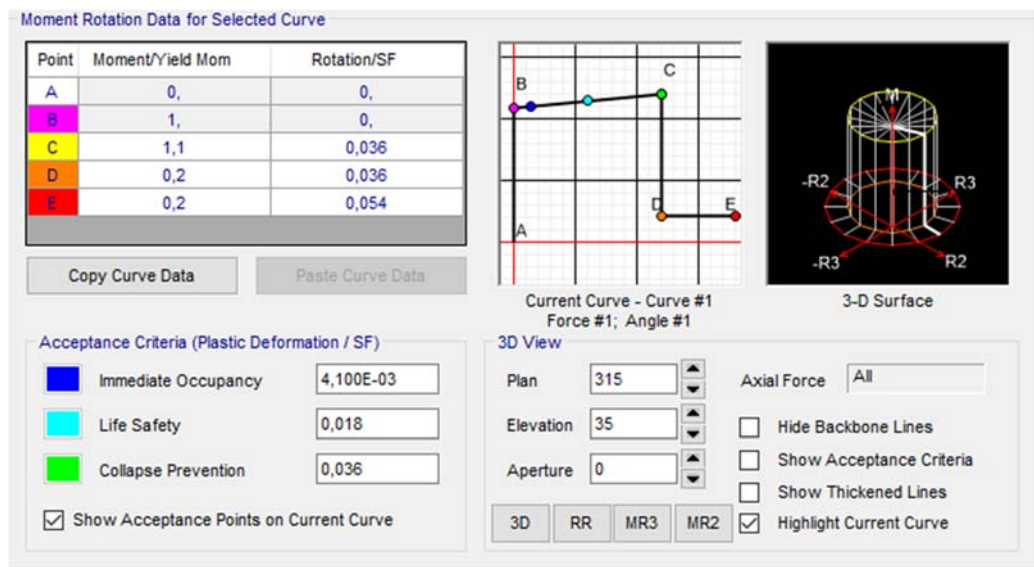 Moment Rotation Data for Selected Curve
Point Moment/Yield Mom Rotation/SF
A 0, 0,
B 1, 0,
C 1,1 0,036
D 0,2 0,036
E 0,2 0,054
Copy Curve Data Paste Curve Data
B
C
D
E
A
Current Curve - Curve #1
Force #1; Angle #1
M
-R2
R3
-R3
R2
3-D Surface
Acceptance Criteria (Plastic Deformation / SF)
Immediate Occupancy 4,100E-03
Life Safety 0,018
Collapse Prevention 0,036
Show Acceptance Points on Current Curve
3D View
Plan 315
Elevation 35
Aperture 0
3D RR MR3 MR2
Axial Force All
Hide Backbone Lines
Show Acceptance Criteria
Show Thickened Lines
Highlight Current Curve